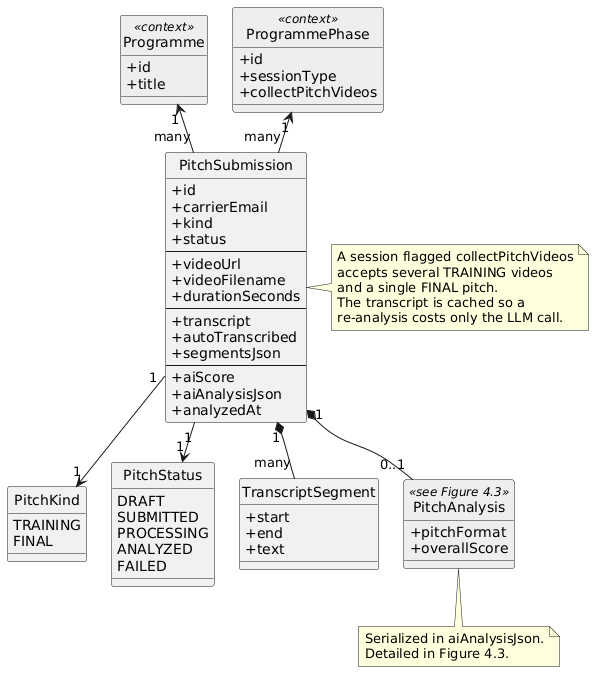 «context»
Programme
+id
+title
«context»
ProgrammePhase
+id
+sessionType
+collectPitchVideos
1
many
1
many
PitchSubmission
+id
+carrierEmail
+kind
+status
+videoUrl
+videoFilename
+durationSeconds
+transcript
+autoTranscribed
+segmentsJson
+aiScore
+aiAnalysisJson
+analyzedAt
A session flagged collectPitchVideos
accepts several TRAINING videos
and a single FINAL pitch.
The transcript is cached so a
re-analysis costs only the LLM call.
1
1
1
1
1
many
1
0..1
PitchKind
TRAINING
FINAL
PitchStatus
DRAFT
SUBMITTED
PROCESSING
ANALYZED
FAILED
TranscriptSegment
+start
+end
+text
«see Figure 4.3»
PitchAnalysis
+pitchFormat
+overallScore
Serialized in aiAnalysisJson.
Detailed in Figure 4.3.